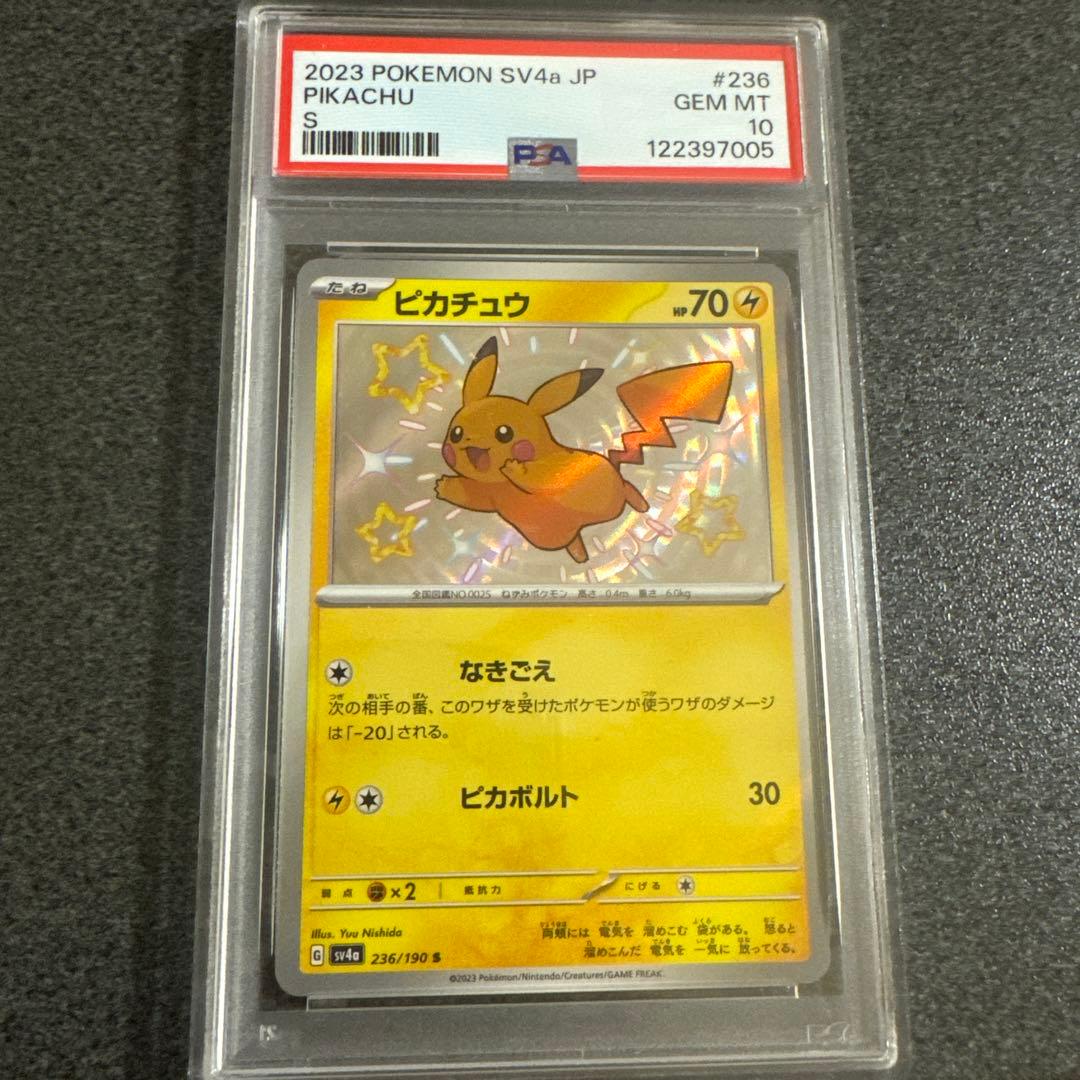 2023 POKEMON SV4a JP #236
PIKACHU GEM MT
S 10
PSA 122397005
たね ピカチュウ HP70
全国図鑑NO.0025 ねずみポケモン 高さ 0.4m 重さ 6.0kg
なきごえ
次の相手の番、このワザを受けたポケモンが使うワザのダメージ
は「-20」される。
ピカボルト 30
弱点 ×2 抵抗力 にげる
Illus. Yuu Nishida
両頬には 電気を 溜めこむ 袋がある。 怒ると
溜めこんだ 電気を 一気に 放ってくる。
G SV4a 236/190 S
©2023 Pokémon/Nintendo/Creatures/GAME FREAK.